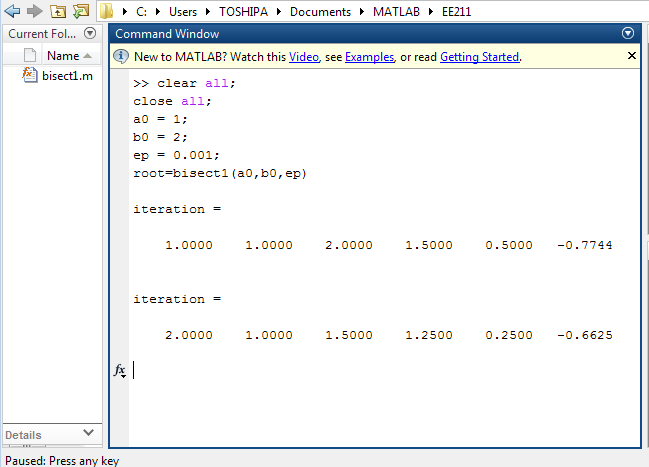 C: Users TOSHIPA Documents MATLAB EE211
Current Fol...
Name
bisect1.m
Details
Command Window
New to MATLAB? Watch this Video, see Examples, or read Getting Started.
>> clear all;
close all;
a0 = 1;
b0 = 2;
ep = 0.001;
root=bisect1(a0,b0,ep)
iteration =
1.0000 1.0000 2.0000 1.5000 0.5000 -0.7744
iteration =
2.0000 1.0000 1.5000 1.2500 0.2500 -0.6625
fx
Paused: Press any key